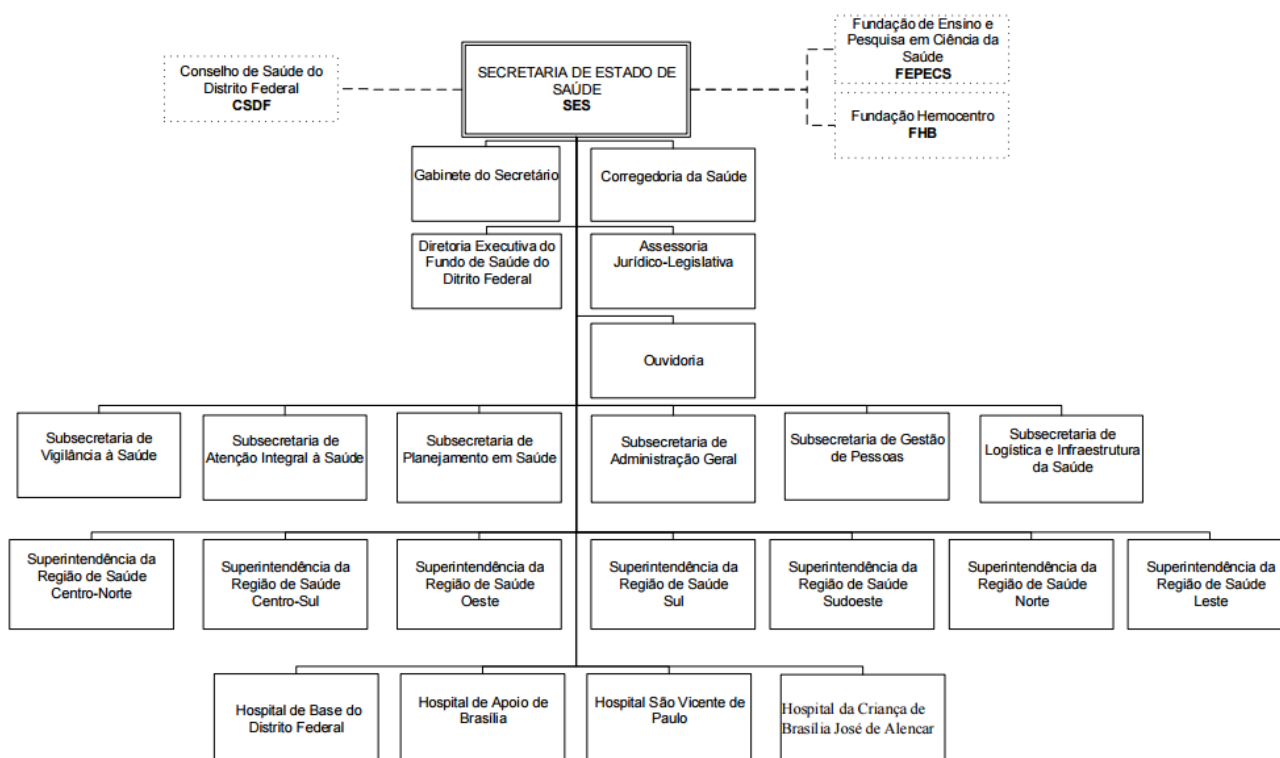 Conselho de Saúde do
Distrito Federal
CSDF
SECRETARIA DE ESTADO DE
SAÚDE
SES
Fundação de Ensino e
Pesquisa em Ciência da
Saúde
FEPECS
Fundação Hemocentro
FHB
Gabinete do Secretário
Corregedoria da Saúde
Diretoria Executiva do
Fundo de Saúde do
Ditrito Federal
Assessoria
Jurídico-Legislativa
Ouvidoria
Subsecretaria de
Vigilância à Saúde
Subsecretaria de
Atenção Integral à Saúde
Subsecretaria de
Planejamento em Saúde
Subsecretaria de
Administração Geral
Subsecretaria de Gestão
de Pessoas
Subsecretaria de
Logística e Infraestrutura
da Saúde
Superintendência da
Região de Saúde
Centro-Norte
Superintendência da
Região de Saúde
Centro-Sul
Superintendência da
Região de Saúde
Oeste
Superintendência da
Região de Saúde
Sul
Superintendência da
Região de Saúde
Sudoeste
Superintendência da
Região de Saúde
Norte
Superintendência da
Região de Saúde
Leste
Hospital de Base do
Distrito Federal
Hospital de Apoio de
Brasília
Hospital São Vicente de
Paulo
Hospital da Criança de
Brasília José de Alencar